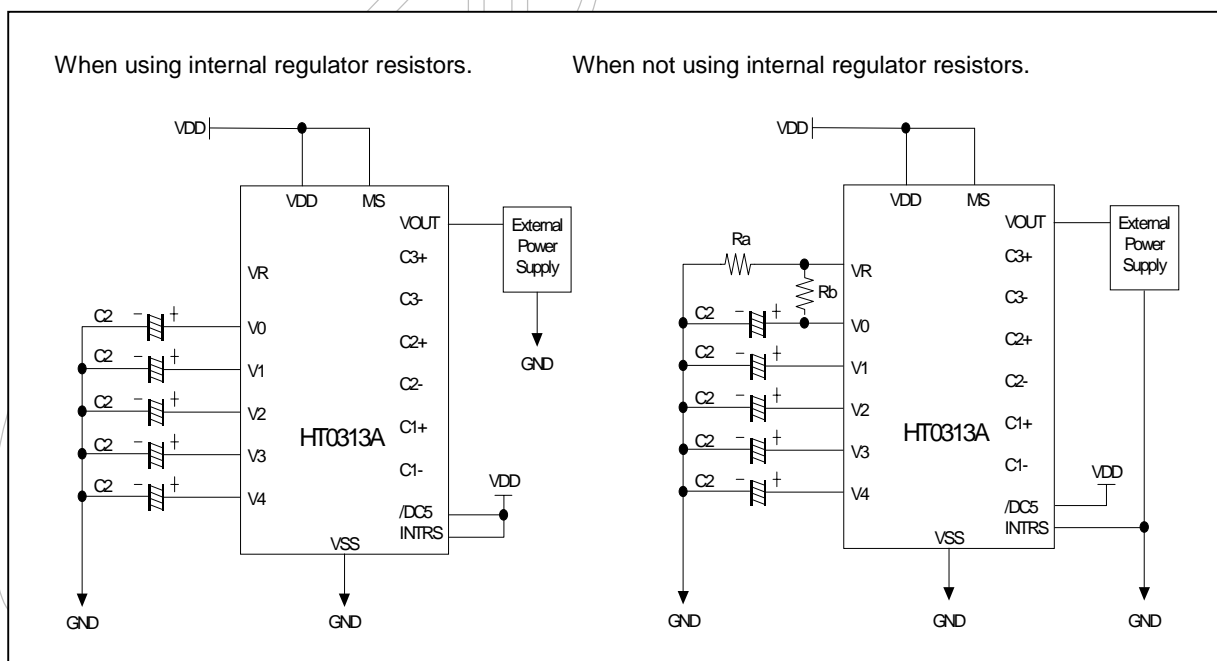 When using internal regulator resistors.
When not using internal regulator resistors.
VDD
VDD
MS
VOUT
External
Power
Supply
C3+
VR
C3-
C2
-
+
V0
C2+
GND
C2
-
+
V1
C2-
C2
-
+
V2
C1+
HT0313A
C2
-
+
V3
C1-
VDD
C2
-
+
V4
/DC5
INTRS
VSS
GND
GND
VDD
VDD
MS
VOUT
External
Power
Supply
Ra
C3+
VR
Rb
C3-
C2
-
+
V0
C2+
C2
-
+
V1
C2-
C2
-
+
V2
C1+
HT0313A
C2
-
+
V3
C1-
VDD
C2
-
+
V4
/DC5
INTRS
VSS
GND
GND
GND